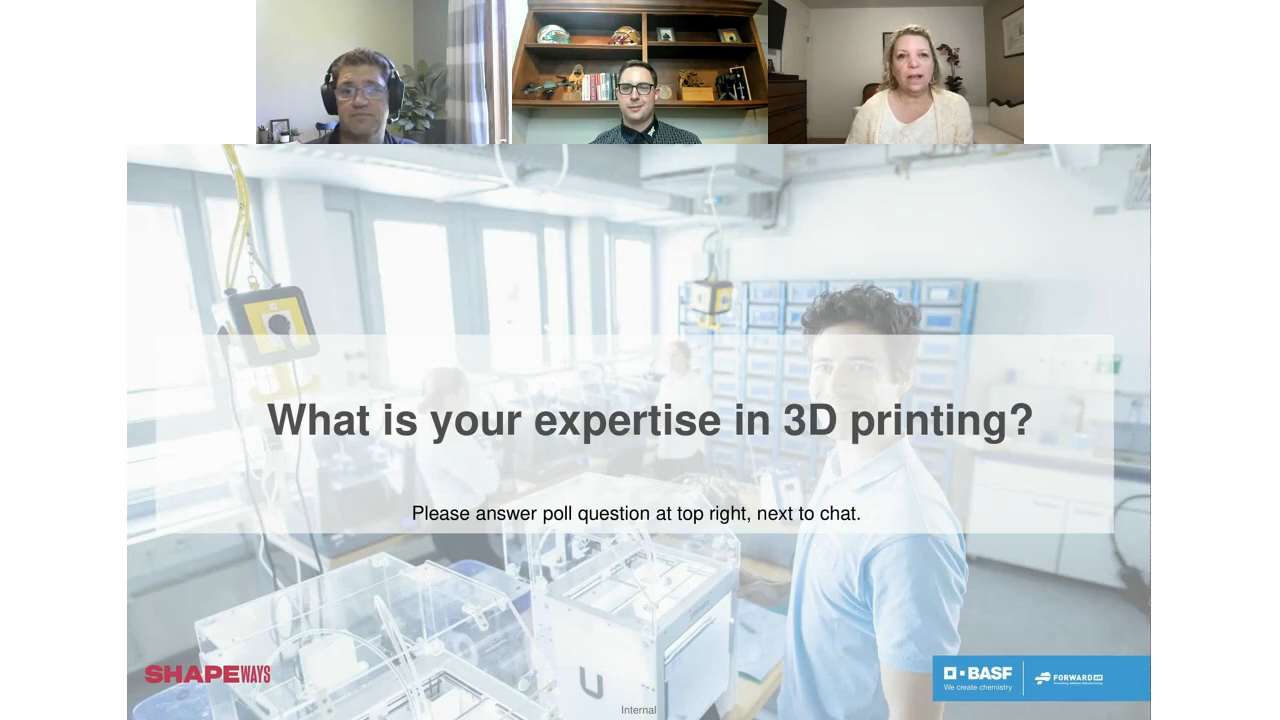 What is your expertise in 3D printing?
Please answer poll question at top right, next to chat.
SHAPEWAYS
BASF
We create chemistry
FORWARD AM
Internal